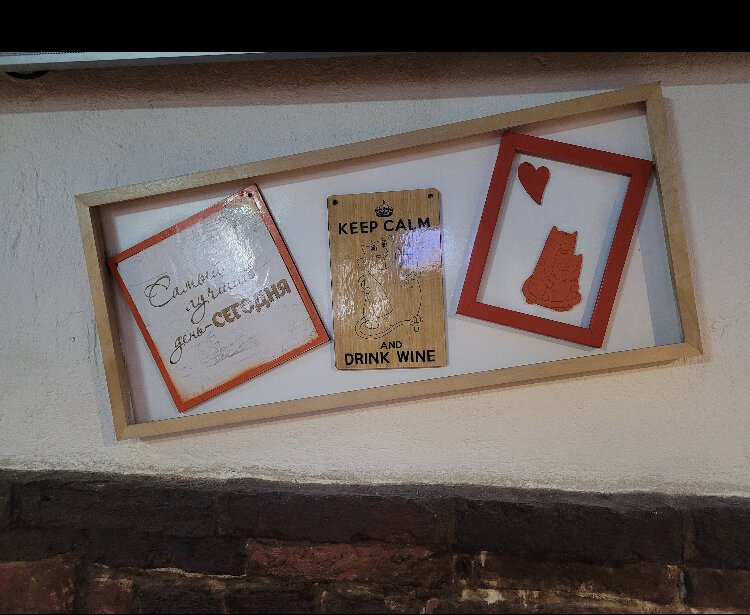 Самый
лучший
день-СЕГОДНЯ
KEEP CALM
AND
DRINK WINE